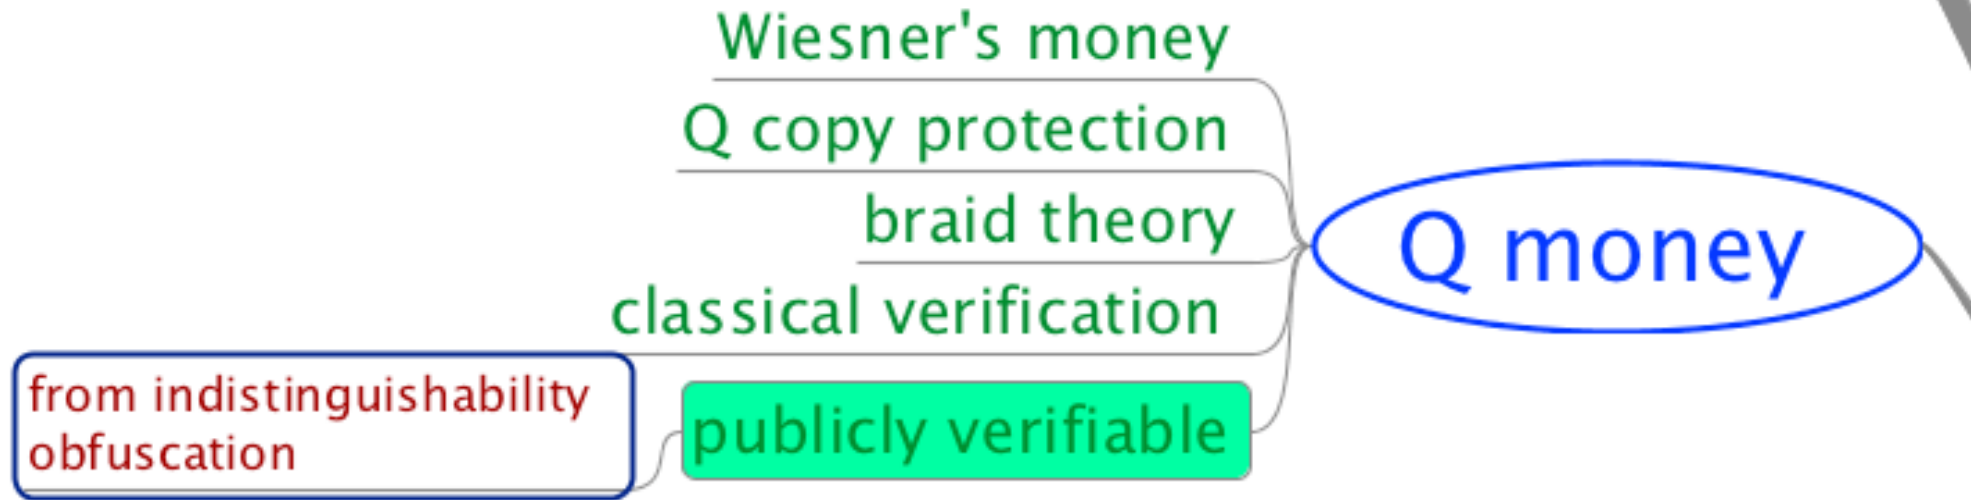 Wiesner's money
Q copy protection
braid theory
classical verification
publicly verifiable
from indistinguishability
obfuscation
Q money